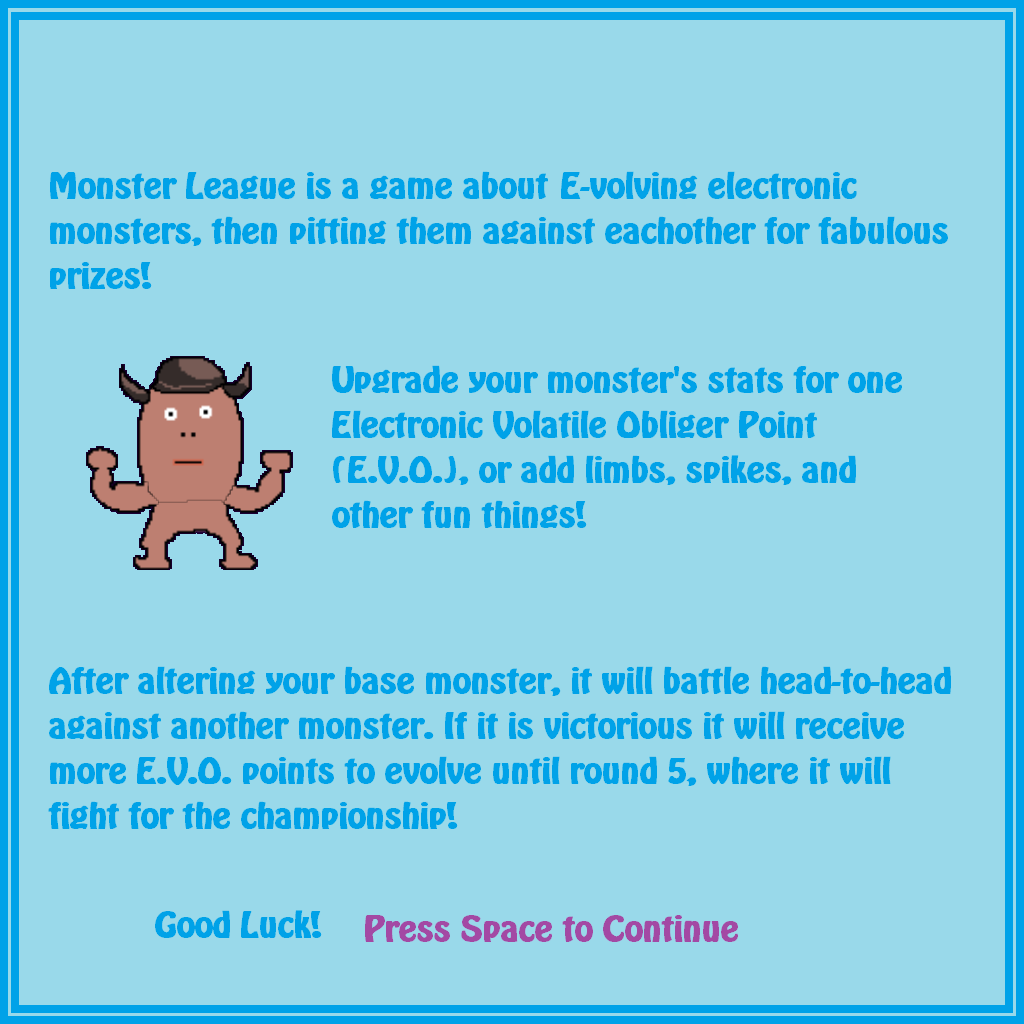 Monster League is a game about E-volving electronic
monsters, then pitting them against eachother for fabulous
prizes!
Upgrade your monster's stats for one
Electronic Volatile Obliger Point
(E.V.O.), or add limbs, spikes, and
other fun things!
After altering your base monster, it will battle head-to-head
against another monster. If it is victorious it will receive
more E.V.O. points to evolve until round 5, where it will
fight for the championship!
Good Luck!
Press Space to Continue